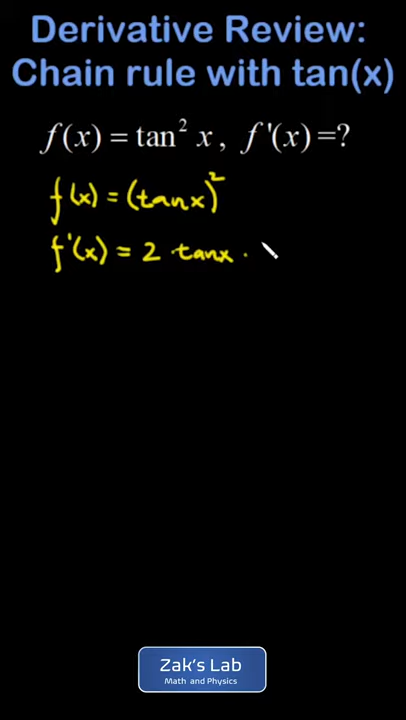 Derivative Review:
Chain rule with tan(x)
f(x) = tan² x , f'(x)=?
f(x) = (tanx)²
f'(x) = 2 tanx ·
Zak's Lab
Math and Physics